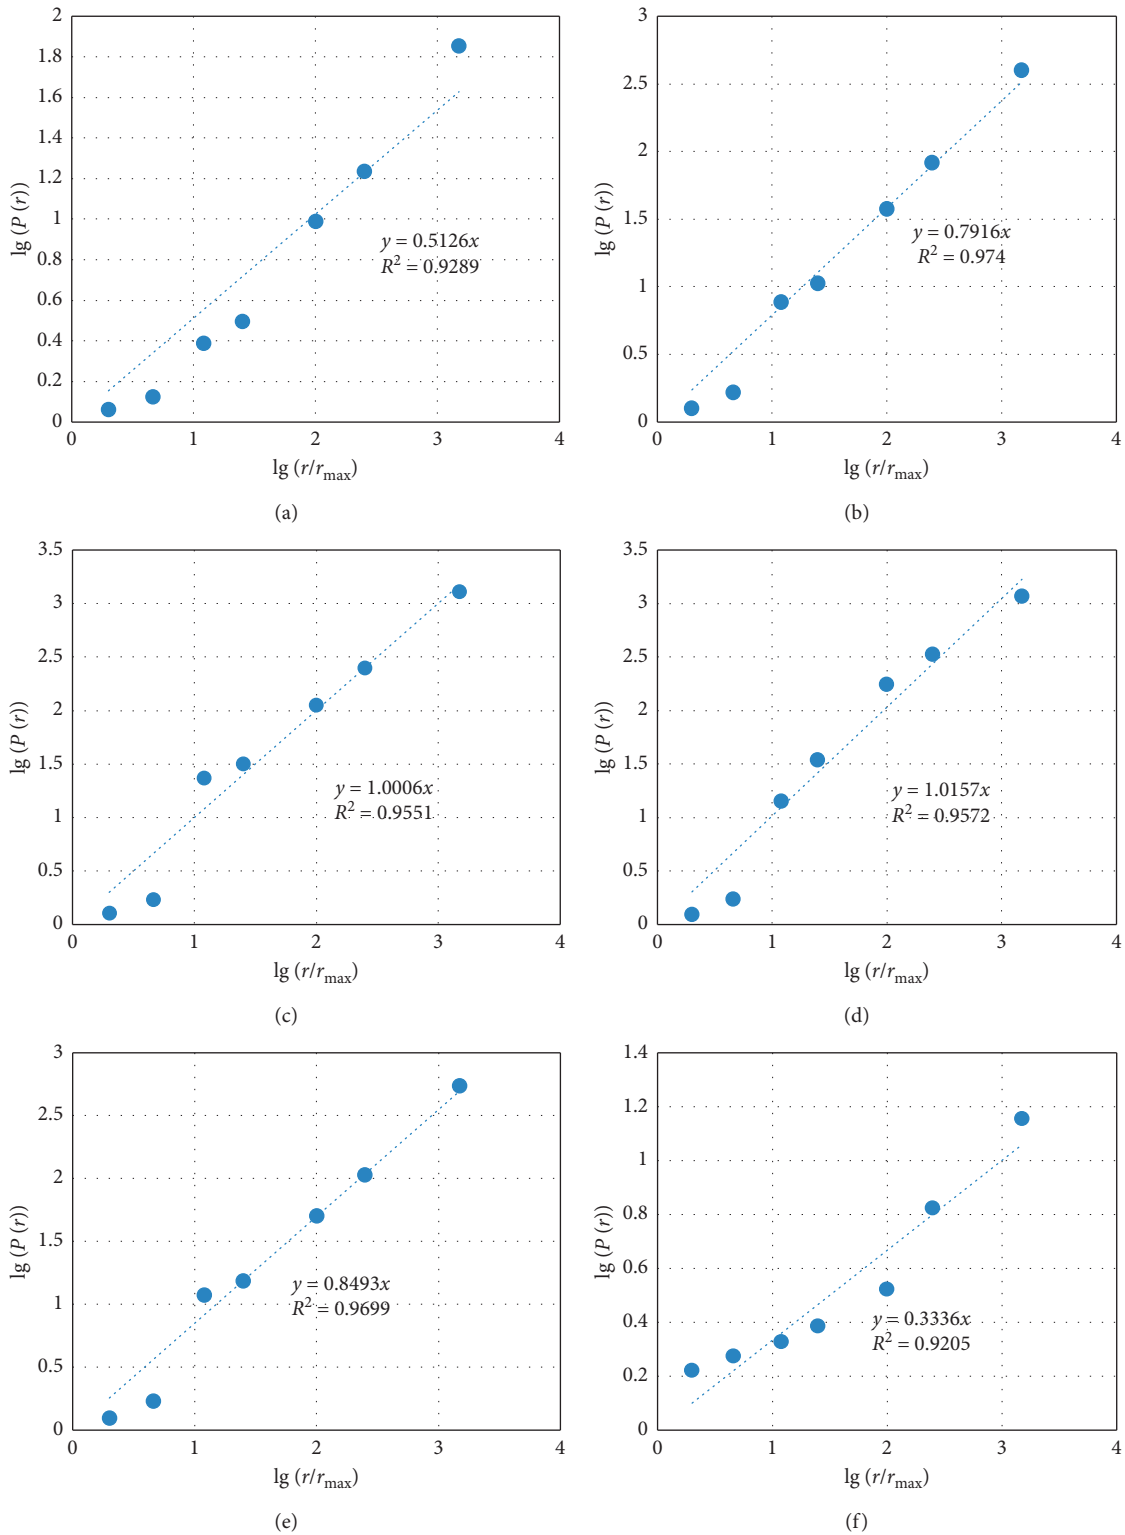 2
1.8
1.6
1.4
1.2
1
0.8
0.6
0.4
0.2
0
lg (P (r))
y = 0.5126x
R² = 0.9289
0 1 2 3 4
lg (r/r_max)
(a)
3
2.5
2
1.5
1
0.5
0
lg (P (r))
y = 0.7916x
R² = 0.974
0 1 2 3 4
lg (r/r_max)
(b)
3.5
3
2.5
2
1.5
1
0.5
0
lg (P (r))
y = 1.0006x
R² = 0.9551
0 1 2 3 4
lg (r/r_max)
(c)
3.5
3
2.5
2
1.5
1
0.5
0
lg (P (r))
y = 1.0157x
R² = 0.9572
0 1 2 3 4
lg (r/r_max)
(d)
3
2.5
2
1.5
1
0.5
0
lg (P (r))
y = 0.8493x
R² = 0.9699
0 1 2 3 4
lg (r/r_max)
(e)
1.4
1.2
1
0.8
0.6
0.4
0.2
0
lg (P (r))
y = 0.3336x
R² = 0.9205
0 1 2 3 4
lg (r/r_max)
(f)